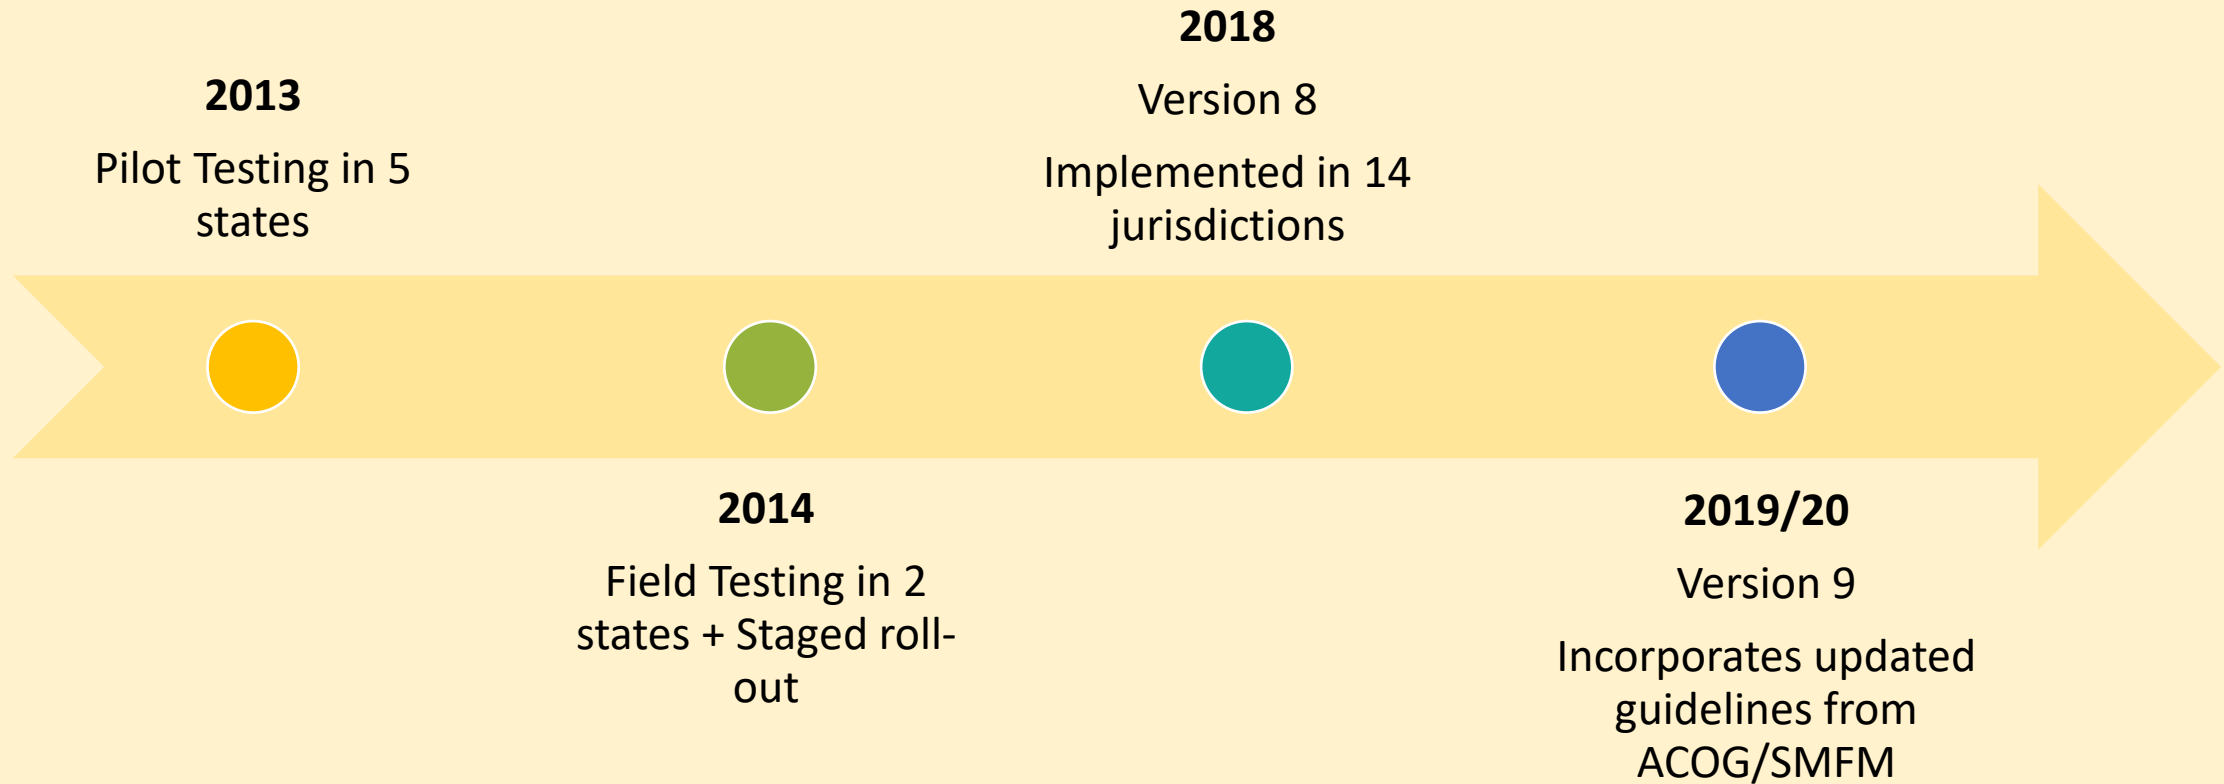 2013
Pilot Testing in 5
states
2014
Field Testing in 2
states + Staged roll-
out
2018
Version 8
Implemented in 14
jurisdictions
2019/20
Version 9
Incorporates updated
guidelines from
ACOG/SMFM